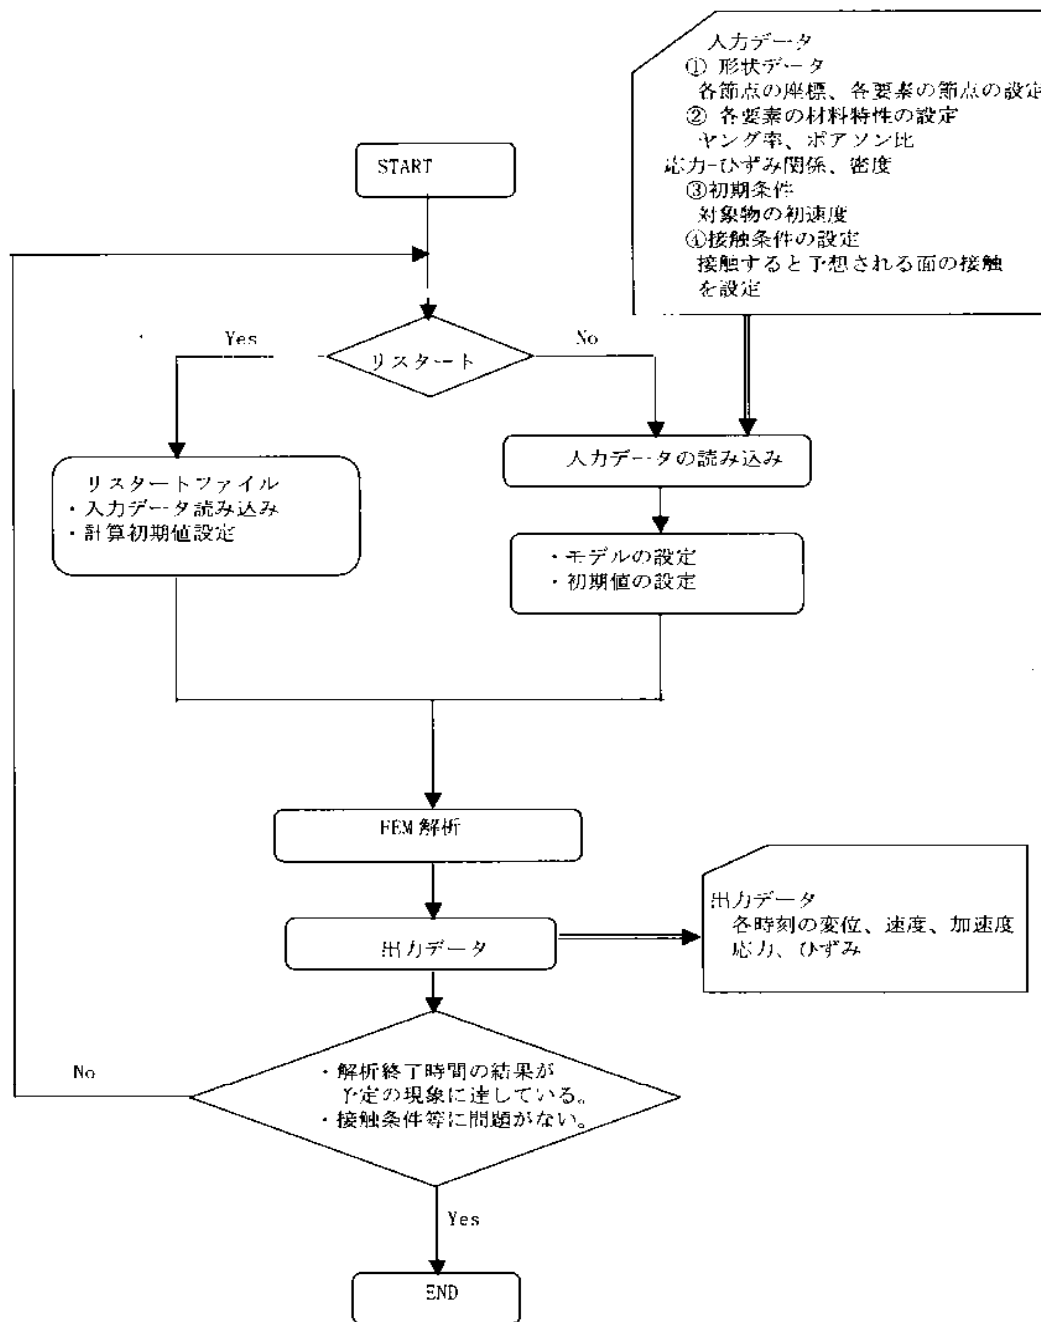 入力データ
① 形状データ
各節点の座標、各要素の節点の設定
② 各要素の材料特性の設定
ヤング率、ポアソン比
応力-ひずみ関係、密度
③初期条件
対象物の初速度
④接触条件の設定
接触すると予想される面の接触
を設定
START
リスタート
Yes
No
リスタートファイル
・入力データ読み込み
・計算初期値設定
入力データの読み込み
・モデルの設定
・初期値の設定
FEM 解析
出力データ
出力データ
各時刻の変位、速度、加速度
応力、ひずみ
・解析終了時間の結果が
予定の現象に達している。
・接触条件等に問題がない。
No
Yes
END